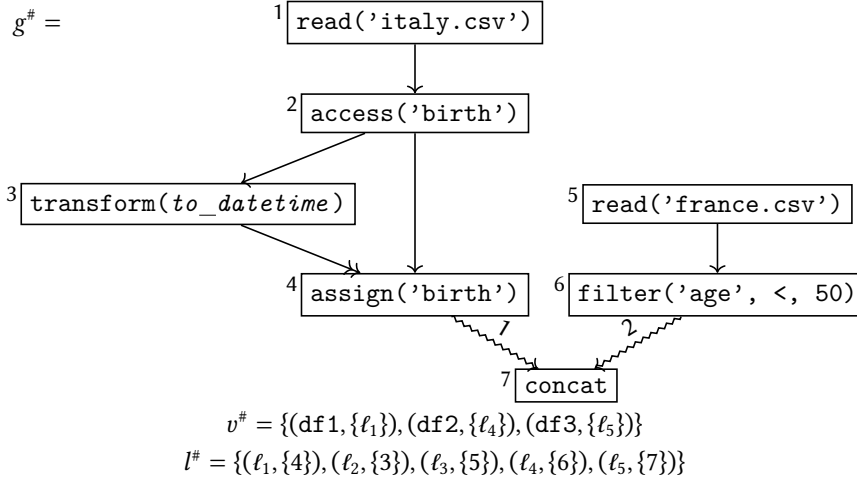 g# =
1 read('italy.csv')
2 access('birth')
3 transform(to_datetime)
5 read('france.csv')
4 assign('birth')
6 filter('age', <, 50)
1
2
7 concat
v# = {(df1,{ℓ1}),(df2,{ℓ4}),(df3,{ℓ5})}
l# = {(ℓ1,{4}),(ℓ2,{3}),(ℓ3,{5}),(ℓ4,{6}),(ℓ5,{7})}